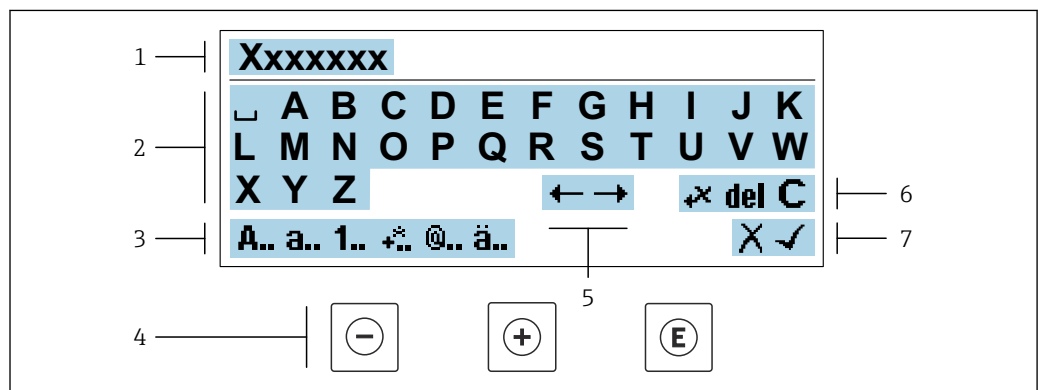 1 Xxxxxxx
2 ␣ A B C D E F G H I J K
L M N O P Q R S T U V W
X Y Z ← → ⤶x del C 6
3 A.. a.. 1.. +*.. @.. ä.. X ✓ 7
5
4 − + E